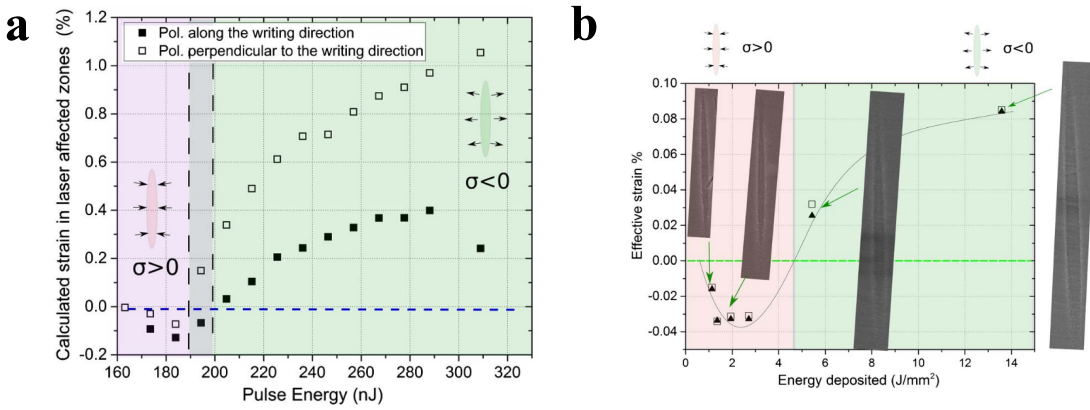 a
Calculated strain in laser affected zones (%)
1.2
1.0
0.8
0.6
0.4
0.2
0.0
-0.2
■ Pol. along the writing direction
□ Pol. perpendicular to the writing direction
σ>0
σ<0
160 180 200 220 240 260 280 300 320
Pulse Energy (nJ)
b
σ>0
σ<0
Effective strain %
0.10
0.08
0.06
0.04
0.02
0.00
-0.02
-0.04
0 2 4 6 8 10 12 14
Energy deposited (J/mm²)